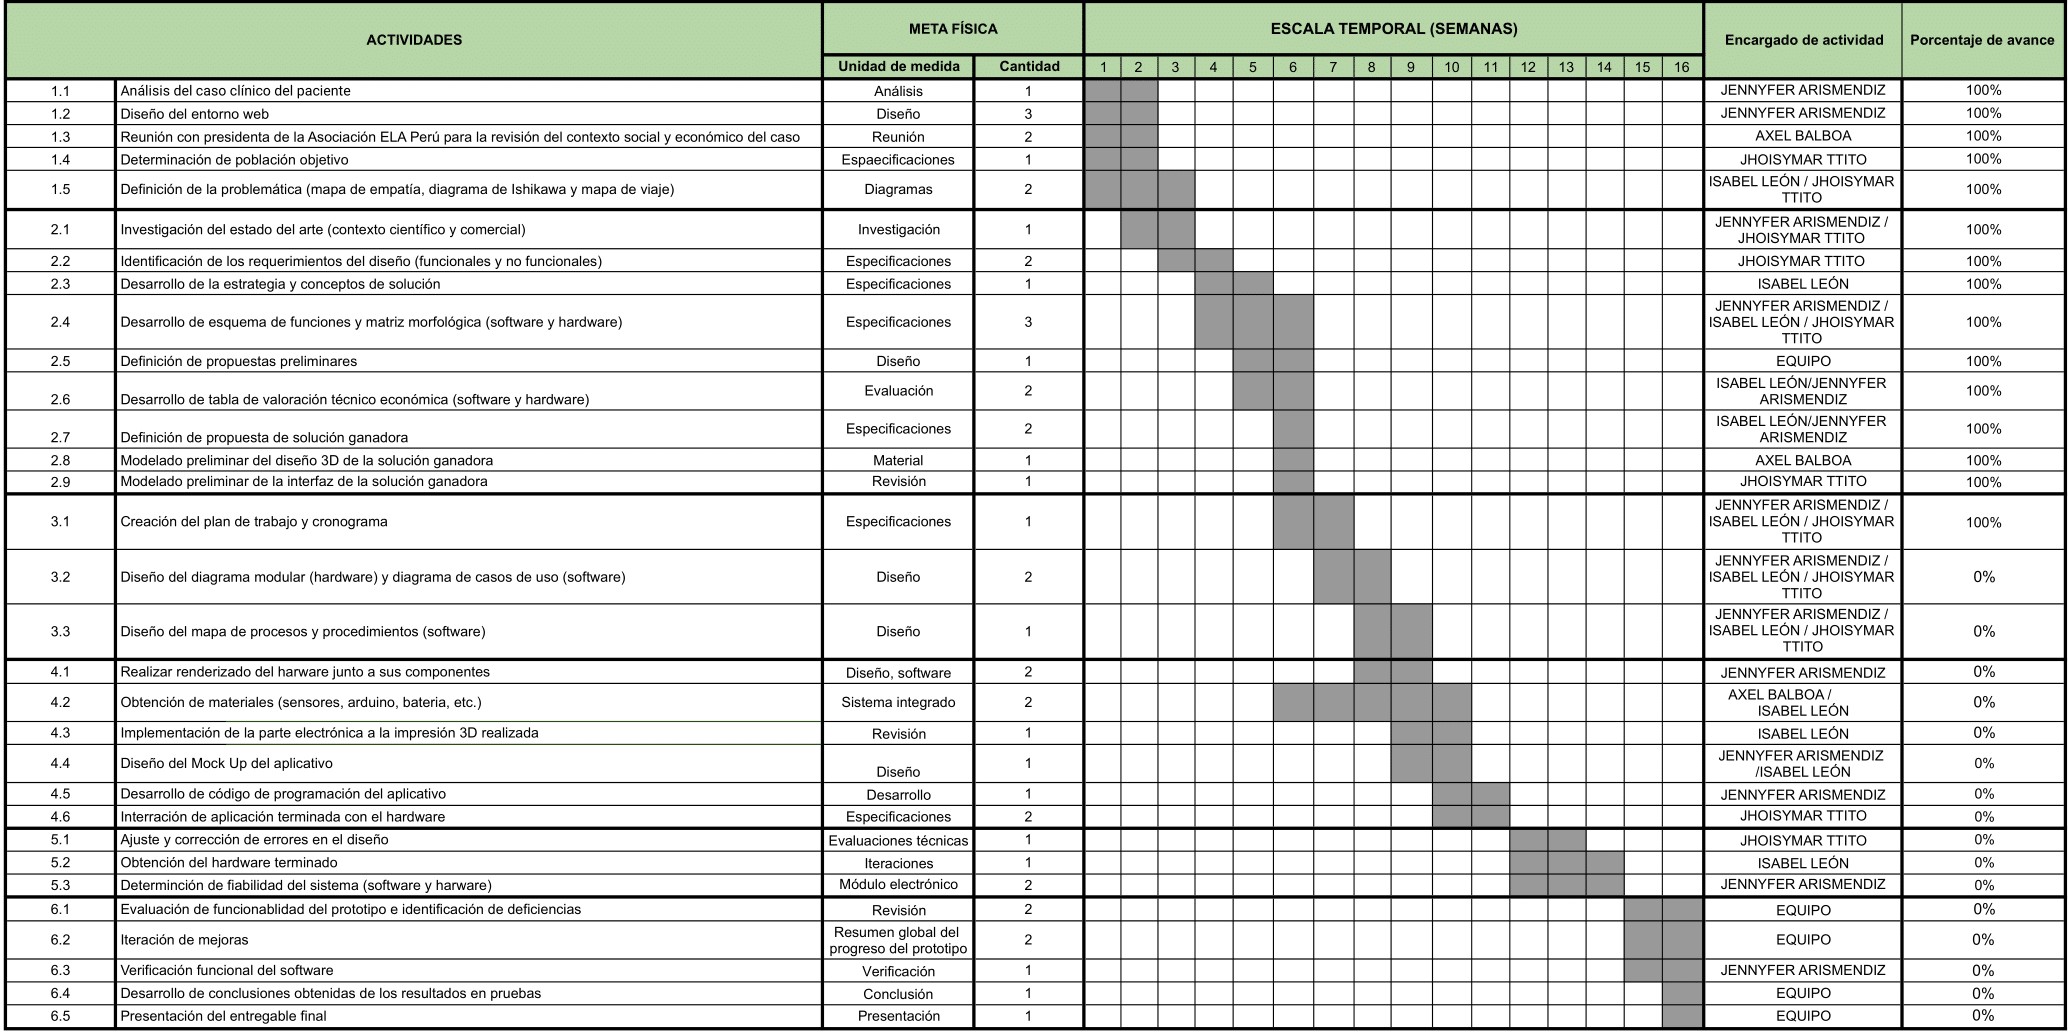 ACTIVIDADES META FÍSICA ESCALA TEMPORAL (SEMANAS) Encargado de actividad Porcentaje de avance
Unidad de medida Cantidad 1 2 3 4 5 6 7 8 9 10 11 12 13 14 15 16
1.1 Análisis del caso clínico del paciente Análisis 1 JENNYFER ARISMENDIZ 100%
1.2 Diseño del entorno web Diseño 3 JENNYFER ARISMENDIZ 100%
1.3 Reunión con presidenta de la Asociación ELA Perú para la revisión del contexto social y económico del caso Reunión 2 AXEL BALBOA 100%
1.4 Determinación de población objetivo Espaecificaciones 1 JHOISYMAR TTITO 100%
1.5 Definición de la problemática (mapa de empatía, diagrama de Ishikawa y mapa de viaje) Diagramas 2 ISABEL LEÓN / JHOISYMAR
TTITO 100%
2.1 Investigación del estado del arte (contexto científico y comercial) Investigación 1 JENNYFER ARISMENDIZ /
JHOISYMAR TTITO 100%
2.2 Identificación de los requerimientos del diseño (funcionales y no funcionales) Especificaciones 2 JHOISYMAR TTITO 100%
2.3 Desarrollo de la estrategia y conceptos de solución Especificaciones 1 ISABEL LEÓN 100%
2.4 Desarrollo de esquema de funciones y matriz morfológica (software y hardware) Especificaciones 3 JENNYFER ARISMENDIZ /
ISABEL LEÓN / JHOISYMAR
TTITO 100%
2.5 Definición de propuestas preliminares Diseño 1 EQUIPO 100%
2.6 Desarrollo de tabla de valoración técnico económica (software y hardware) Evaluación 2 ISABEL LEÓN/JENNYFER
ARISMENDIZ 100%
2.7 Definición de propuesta de solución ganadora Especificaciones 2 ISABEL LEÓN/JENNYFER
ARISMENDIZ 100%
2.8 Modelado preliminar del diseño 3D de la solución ganadora Material 1 AXEL BALBOA 100%
2.9 Modelado preliminar de la interfaz de la solución ganadora Revisión 1 JHOISYMAR TTITO 100%
3.1 Creación del plan de trabajo y cronograma Especificaciones 1 JENNYFER ARISMENDIZ /
ISABEL LEÓN / JHOISYMAR
TTITO 100%
3.2 Diseño del diagrama modular (hardware) y diagrama de casos de uso (software) Diseño 2 JENNYFER ARISMENDIZ /
ISABEL LEÓN / JHOISYMAR
TTITO 0%
3.3 Diseño del mapa de procesos y procedimientos (software) Diseño 1 JENNYFER ARISMENDIZ /
ISABEL LEÓN / JHOISYMAR
TTITO 0%
4.1 Realizar renderizado del harware junto a sus componentes Diseño, software 2 JENNYFER ARISMENDIZ 0%
4.2 Obtención de materiales (sensores, arduino, bateria, etc.) Sistema integrado 2 AXEL BALBOA /
ISABEL LEÓN 0%
4.3 Implementación de la parte electrónica a la impresión 3D realizada Revisión 1 ISABEL LEÓN 0%
4.4 Diseño del Mock Up del aplicativo Diseño 1 JENNYFER ARISMENDIZ
/ISABEL LEÓN 0%
4.5 Desarrollo de código de programación del aplicativo Desarrollo 1 JENNYFER ARISMENDIZ 0%
4.6 Interración de aplicación terminada con el hardware Especificaciones 2 JHOISYMAR TTITO 0%
5.1 Ajuste y corrección de errores en el diseño Evaluaciones técnicas 1 JHOISYMAR TTITO 0%
5.2 Obtención del hardware terminado Iteraciones 1 ISABEL LEÓN 0%
5.3 Determinción de fiabilidad del sistema (software y harware) Módulo electrónico 2 JENNYFER ARISMENDIZ 0%
6.1 Evaluación de funcionablidad del prototipo e identificación de deficiencias Revisión 2 EQUIPO 0%
6.2 Iteración de mejoras Resumen global del
progreso del prototipo 2 EQUIPO 0%
6.3 Verificación funcional del software Verificación 1 JENNYFER ARISMENDIZ 0%
6.4 Desarrollo de conclusiones obtenidas de los resultados en pruebas Conclusión 1 EQUIPO 0%
6.5 Presentación del entregable final Presentación 1 EQUIPO 0%